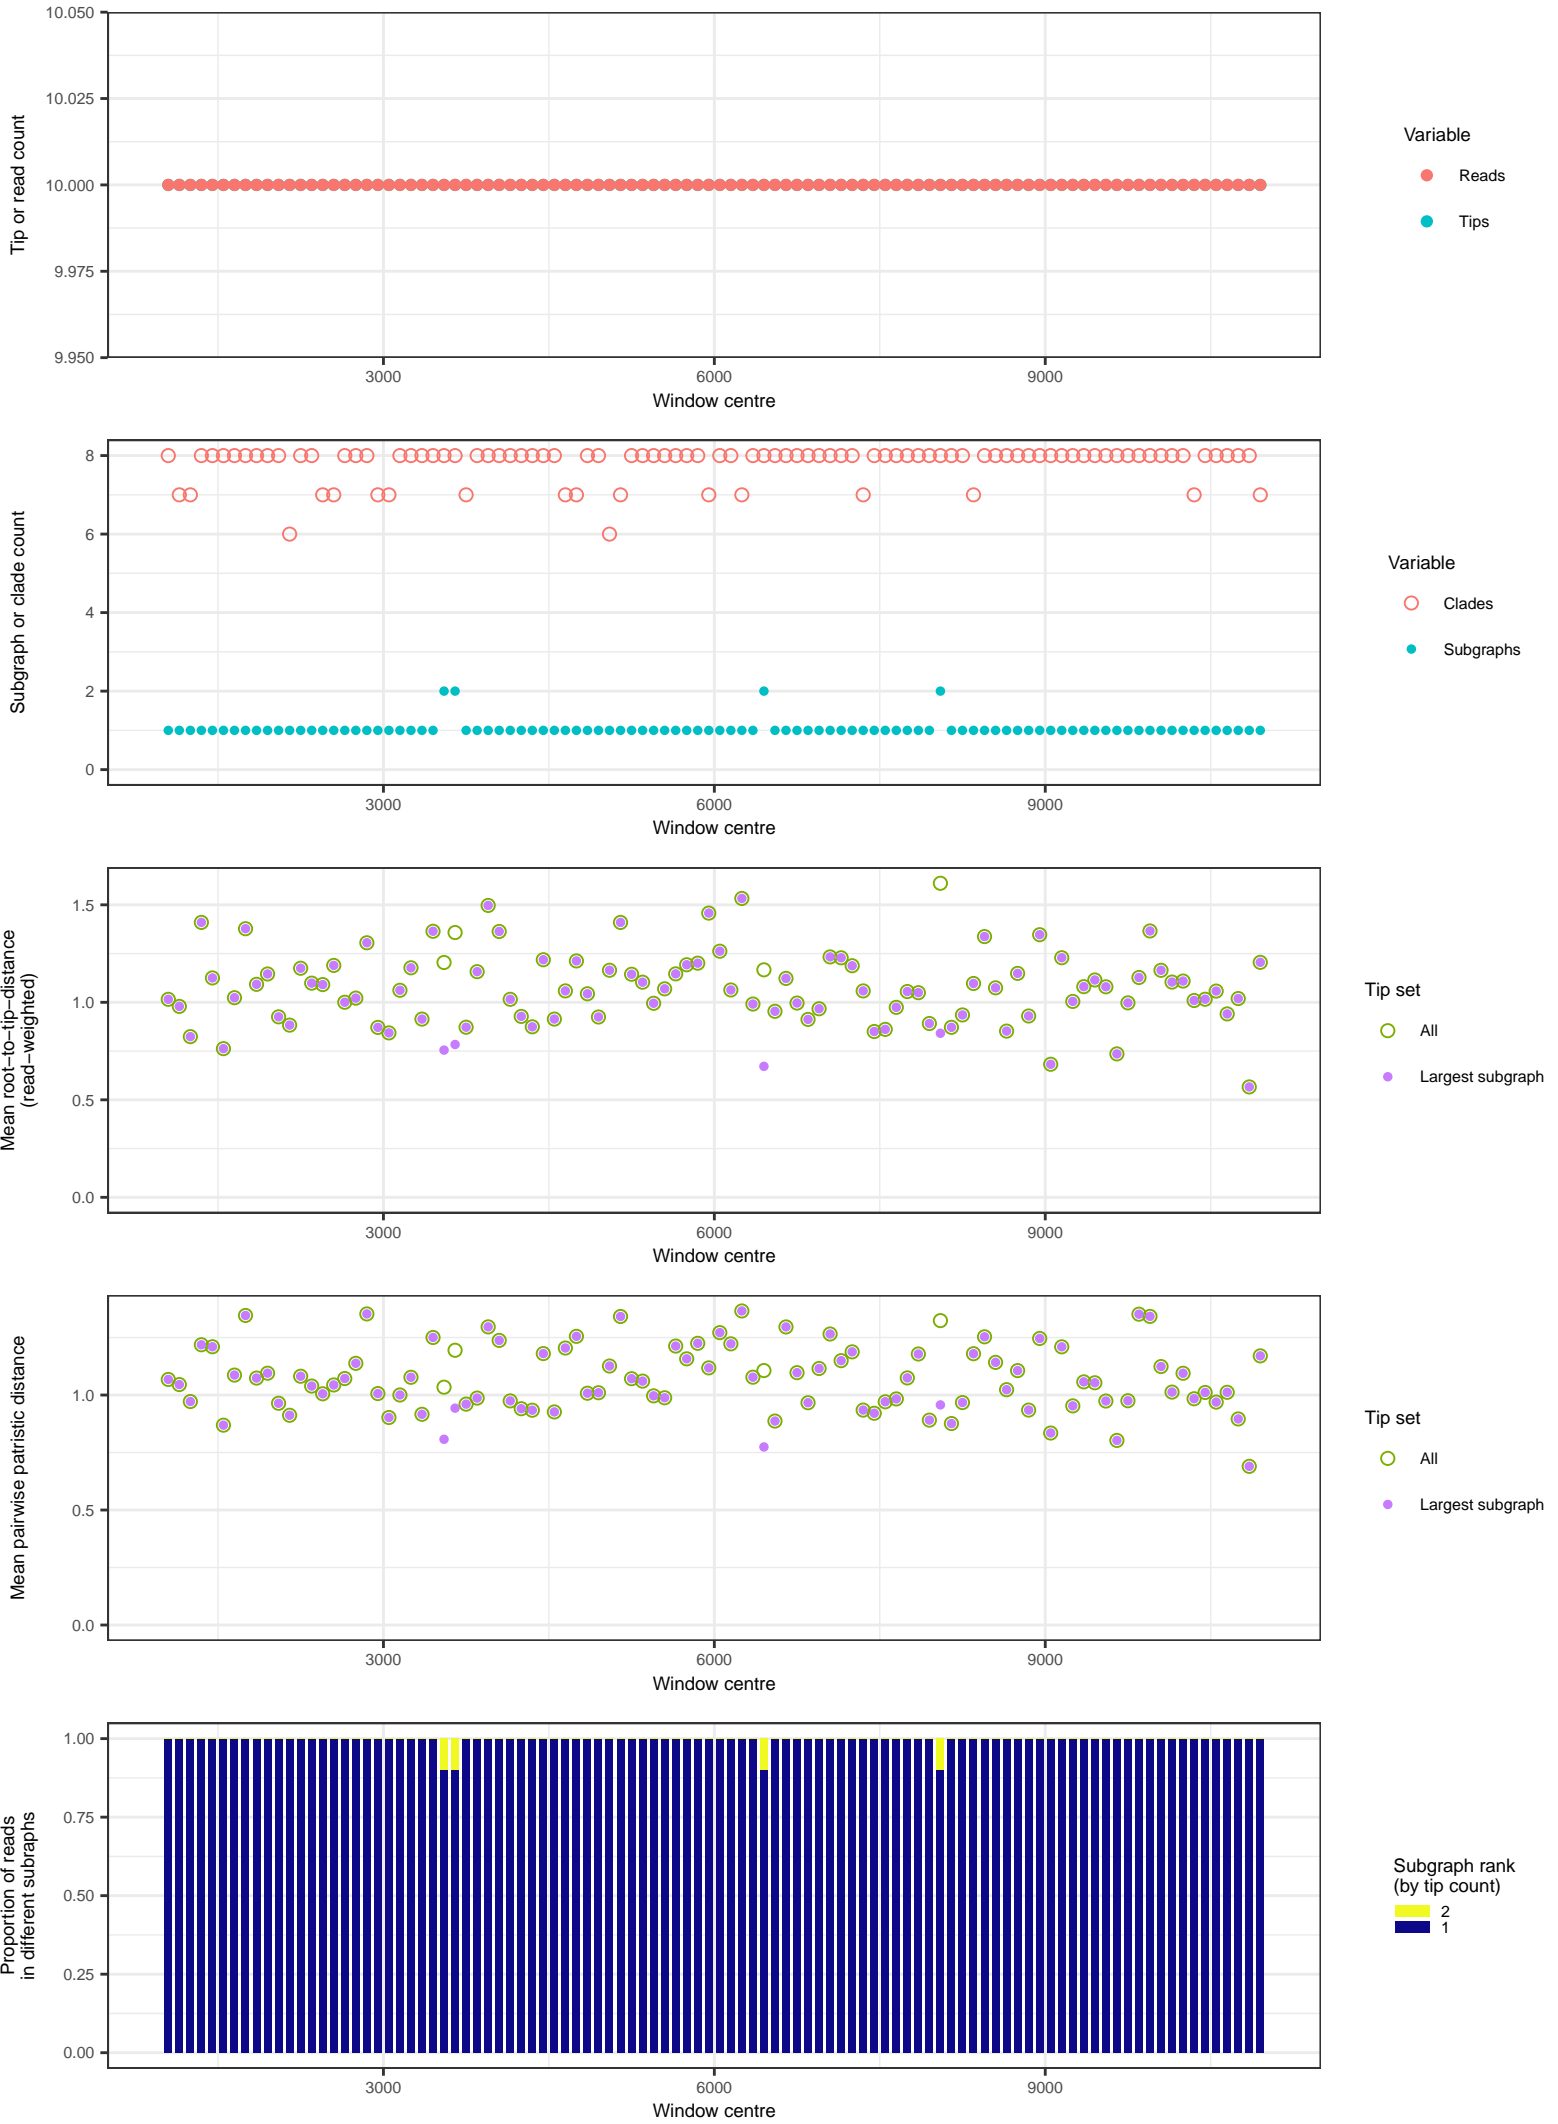 10.050
10.025
10.000
9.975
9.950
Tip or read count
3000
6000
9000
Window centre
Variable
Reads
Tips
8
6
4
2
0
Subgraph or clade count
3000
6000
9000
Window centre
Variable
Clades
Subgraphs
1.5
1.0
0.5
0.0
Mean root−to−tip−distance
(read−weighted)
3000
6000
9000
Window centre
Tip set
All
Largest subgraph
1.0
0.5
0.0
Mean pairwise patristic distance
3000
6000
9000
Window centre
Tip set
All
Largest subgraph
1.00
0.75
0.50
0.25
0.00
Proportion of reads
in different subraphs
3000
6000
9000
Window centre
Subgraph rank
(by tip count)
2
1